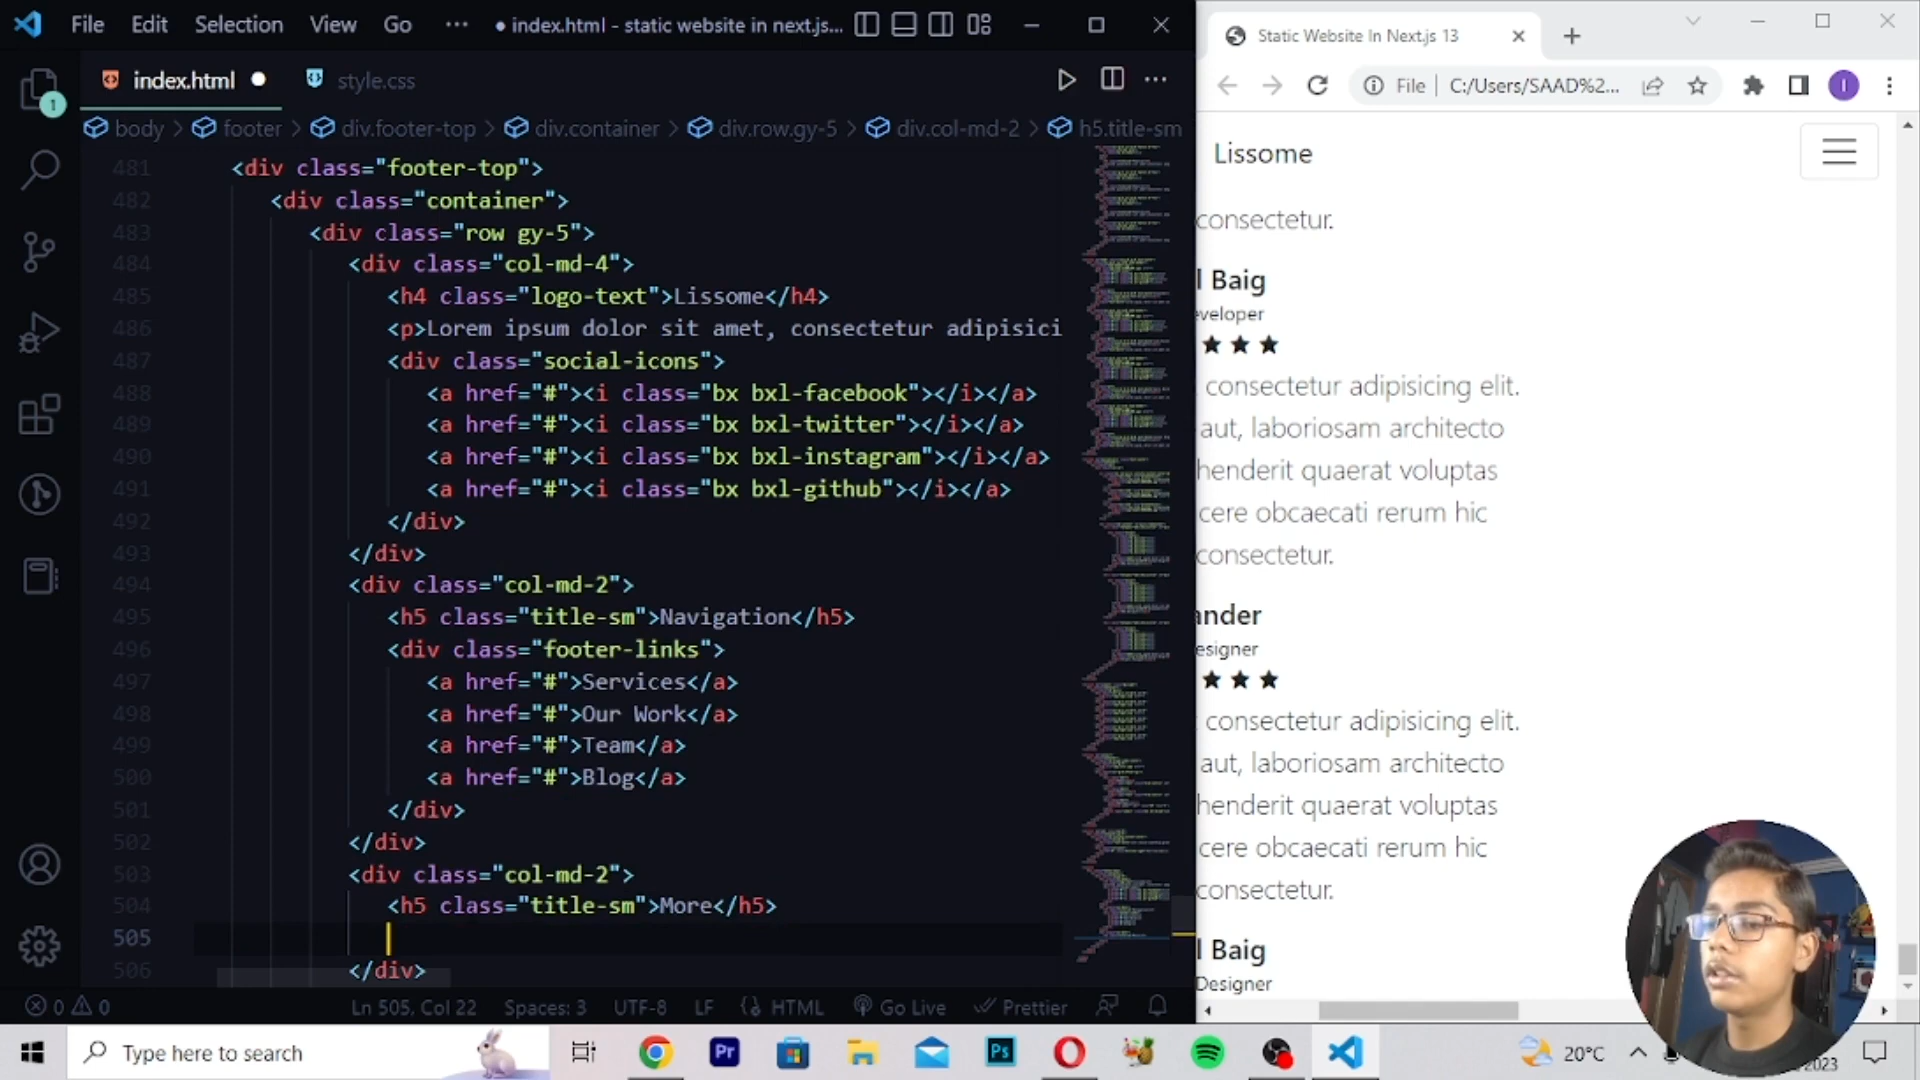 File Edit Selection View Go ··· ● index.html - static website in next.js...
index.html ● style.css
body > footer > div.footer-top > div.container > div.row.gy-5 > div.col-md-2 > h5.title-sm
481 <div class="footer-top">
482 <div class="container">
483 <div class="row gy-5">
484 <div class="col-md-4">
485 <h4 class="logo-text">Lissome</h4>
486 <p>Lorem ipsum dolor sit amet, consectetur adipisici
487 <div class="social-icons">
488 <a href="#"><i class="bx bxl-facebook"></i></a>
489 <a href="#"><i class="bx bxl-twitter"></i></a>
490 <a href="#"><i class="bx bxl-instagram"></i></a>
491 <a href="#"><i class="bx bxl-github"></i></a>
492 </div>
493 </div>
494 <div class="col-md-2">
495 <h5 class="title-sm">Navigation</h5>
496 <div class="footer-links">
497 <a href="#">Services</a>
498 <a href="#">Our Work</a>
499 <a href="#">Team</a>
500 <a href="#">Blog</a>
501 </div>
502 </div>
503 <div class="col-md-2">
504 <h5 class="title-sm">More</h5>
505
506 </div>
1
0 0 Ln 505, Col 22 Spaces: 3 UTF-8 LF {} HTML Go Live Prettier
Static Website In Next.js 13
File C:/Users/SAAD%2... I
Lissome
consectetur.
l Baig
eveloper
consectetur adipisicing elit.
aut, laboriosam architecto
henderit quaerat voluptas
cere obcaecati rerum hic
consectetur.
ander
esigner
consectetur adipisicing elit.
aut, laboriosam architecto
henderit quaerat voluptas
cere obcaecati rerum hic
consectetur.
l Baig
Designer
Type here to search Pr Ps 20°C
2023